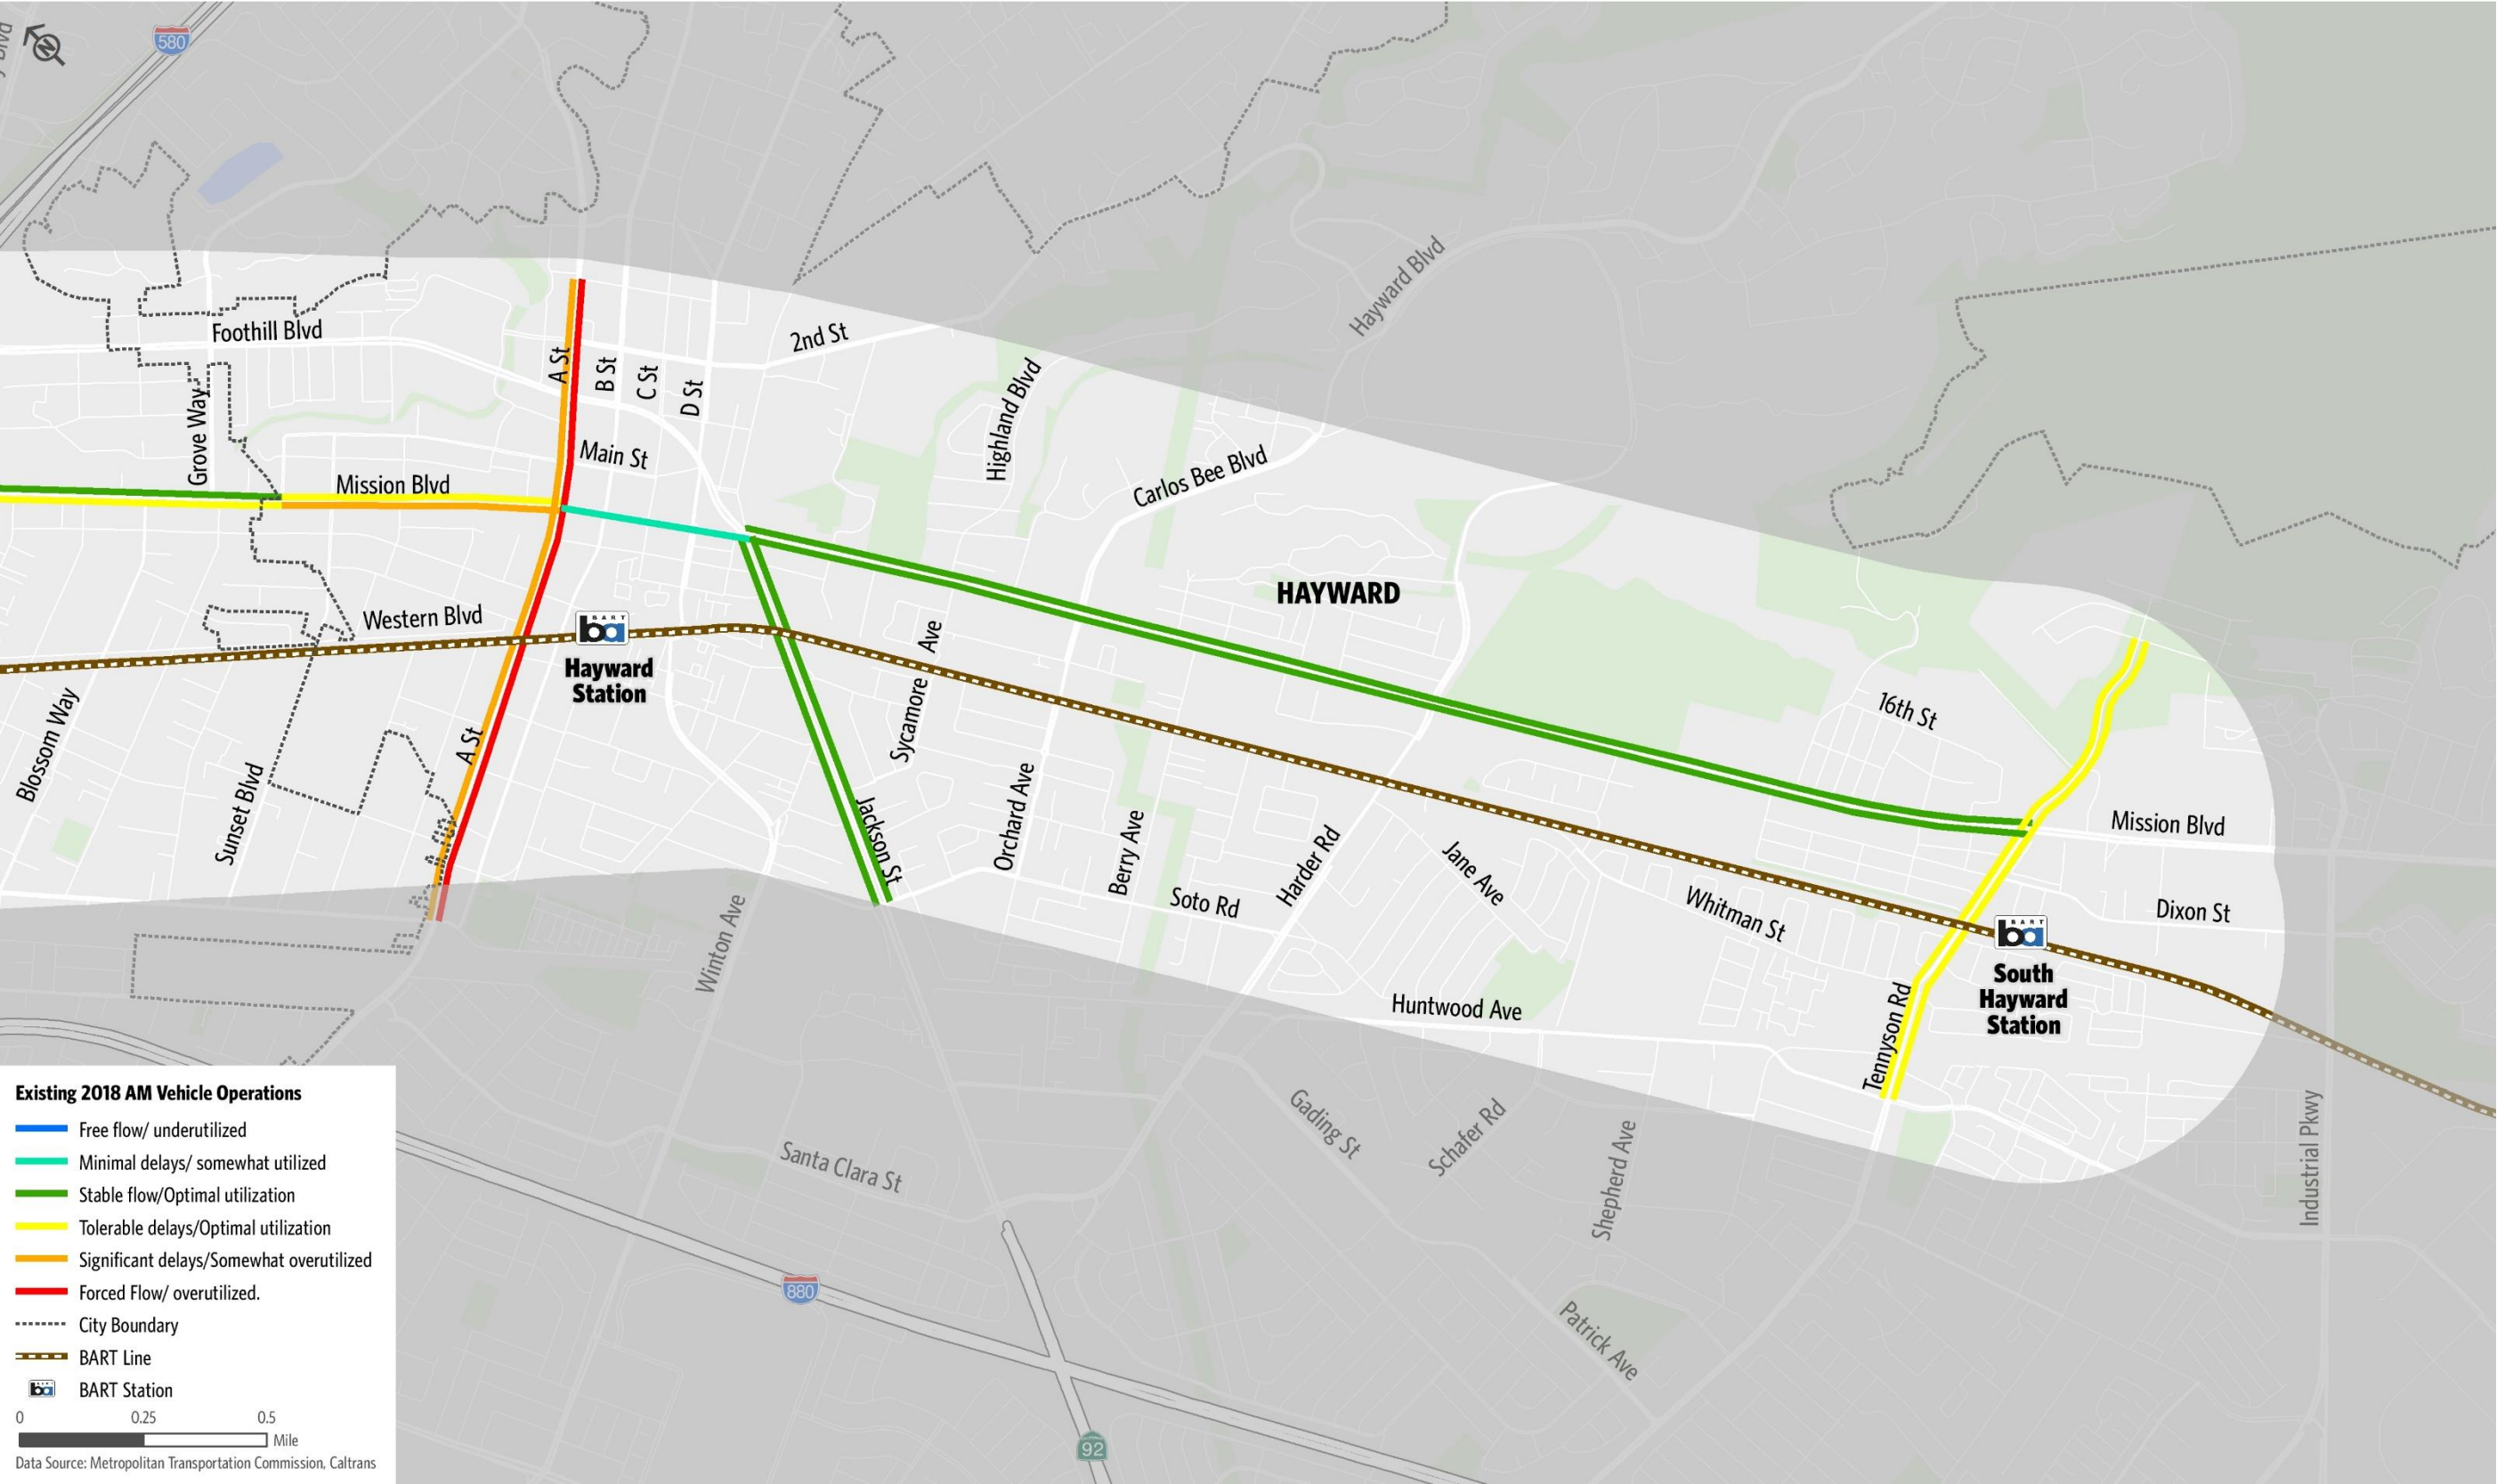 Blvd
N
580
Foothill Blvd
2nd St
Hayward Blvd
A St
B St
C St
D St
Grove Way
Highland Blvd
Main St
Mission Blvd
Carlos Bee Blvd
HAYWARD
Western Blvd
BART
ba
Hayward
Station
Sycamore Ave
16th St
Blossom Way
A St
Sunset Blvd
Jackson St
Orchard Ave
Berry Ave
Harder Rd
Jane Ave
Mission Blvd
Soto Rd
Whitman St
Dixon St
BART
ba
Winton Ave
South
Hayward
Station
Huntwood Ave
Tennyson Rd
Gading St
Schafer Rd
Shepherd Ave
Industrial Pkwy
Santa Clara St
880
Patrick Ave
92
Existing 2018 AM Vehicle Operations
Free flow/ underutilized
Minimal delays/ somewhat utilized
Stable flow/Optimal utilization
Tolerable delays/Optimal utilization
Significant delays/Somewhat overutilized
Forced Flow/ overutilized.
City Boundary
BART Line
ba BART Station
0 0.25 0.5
Mile
Data Source: Metropolitan Transportation Commission, Caltrans